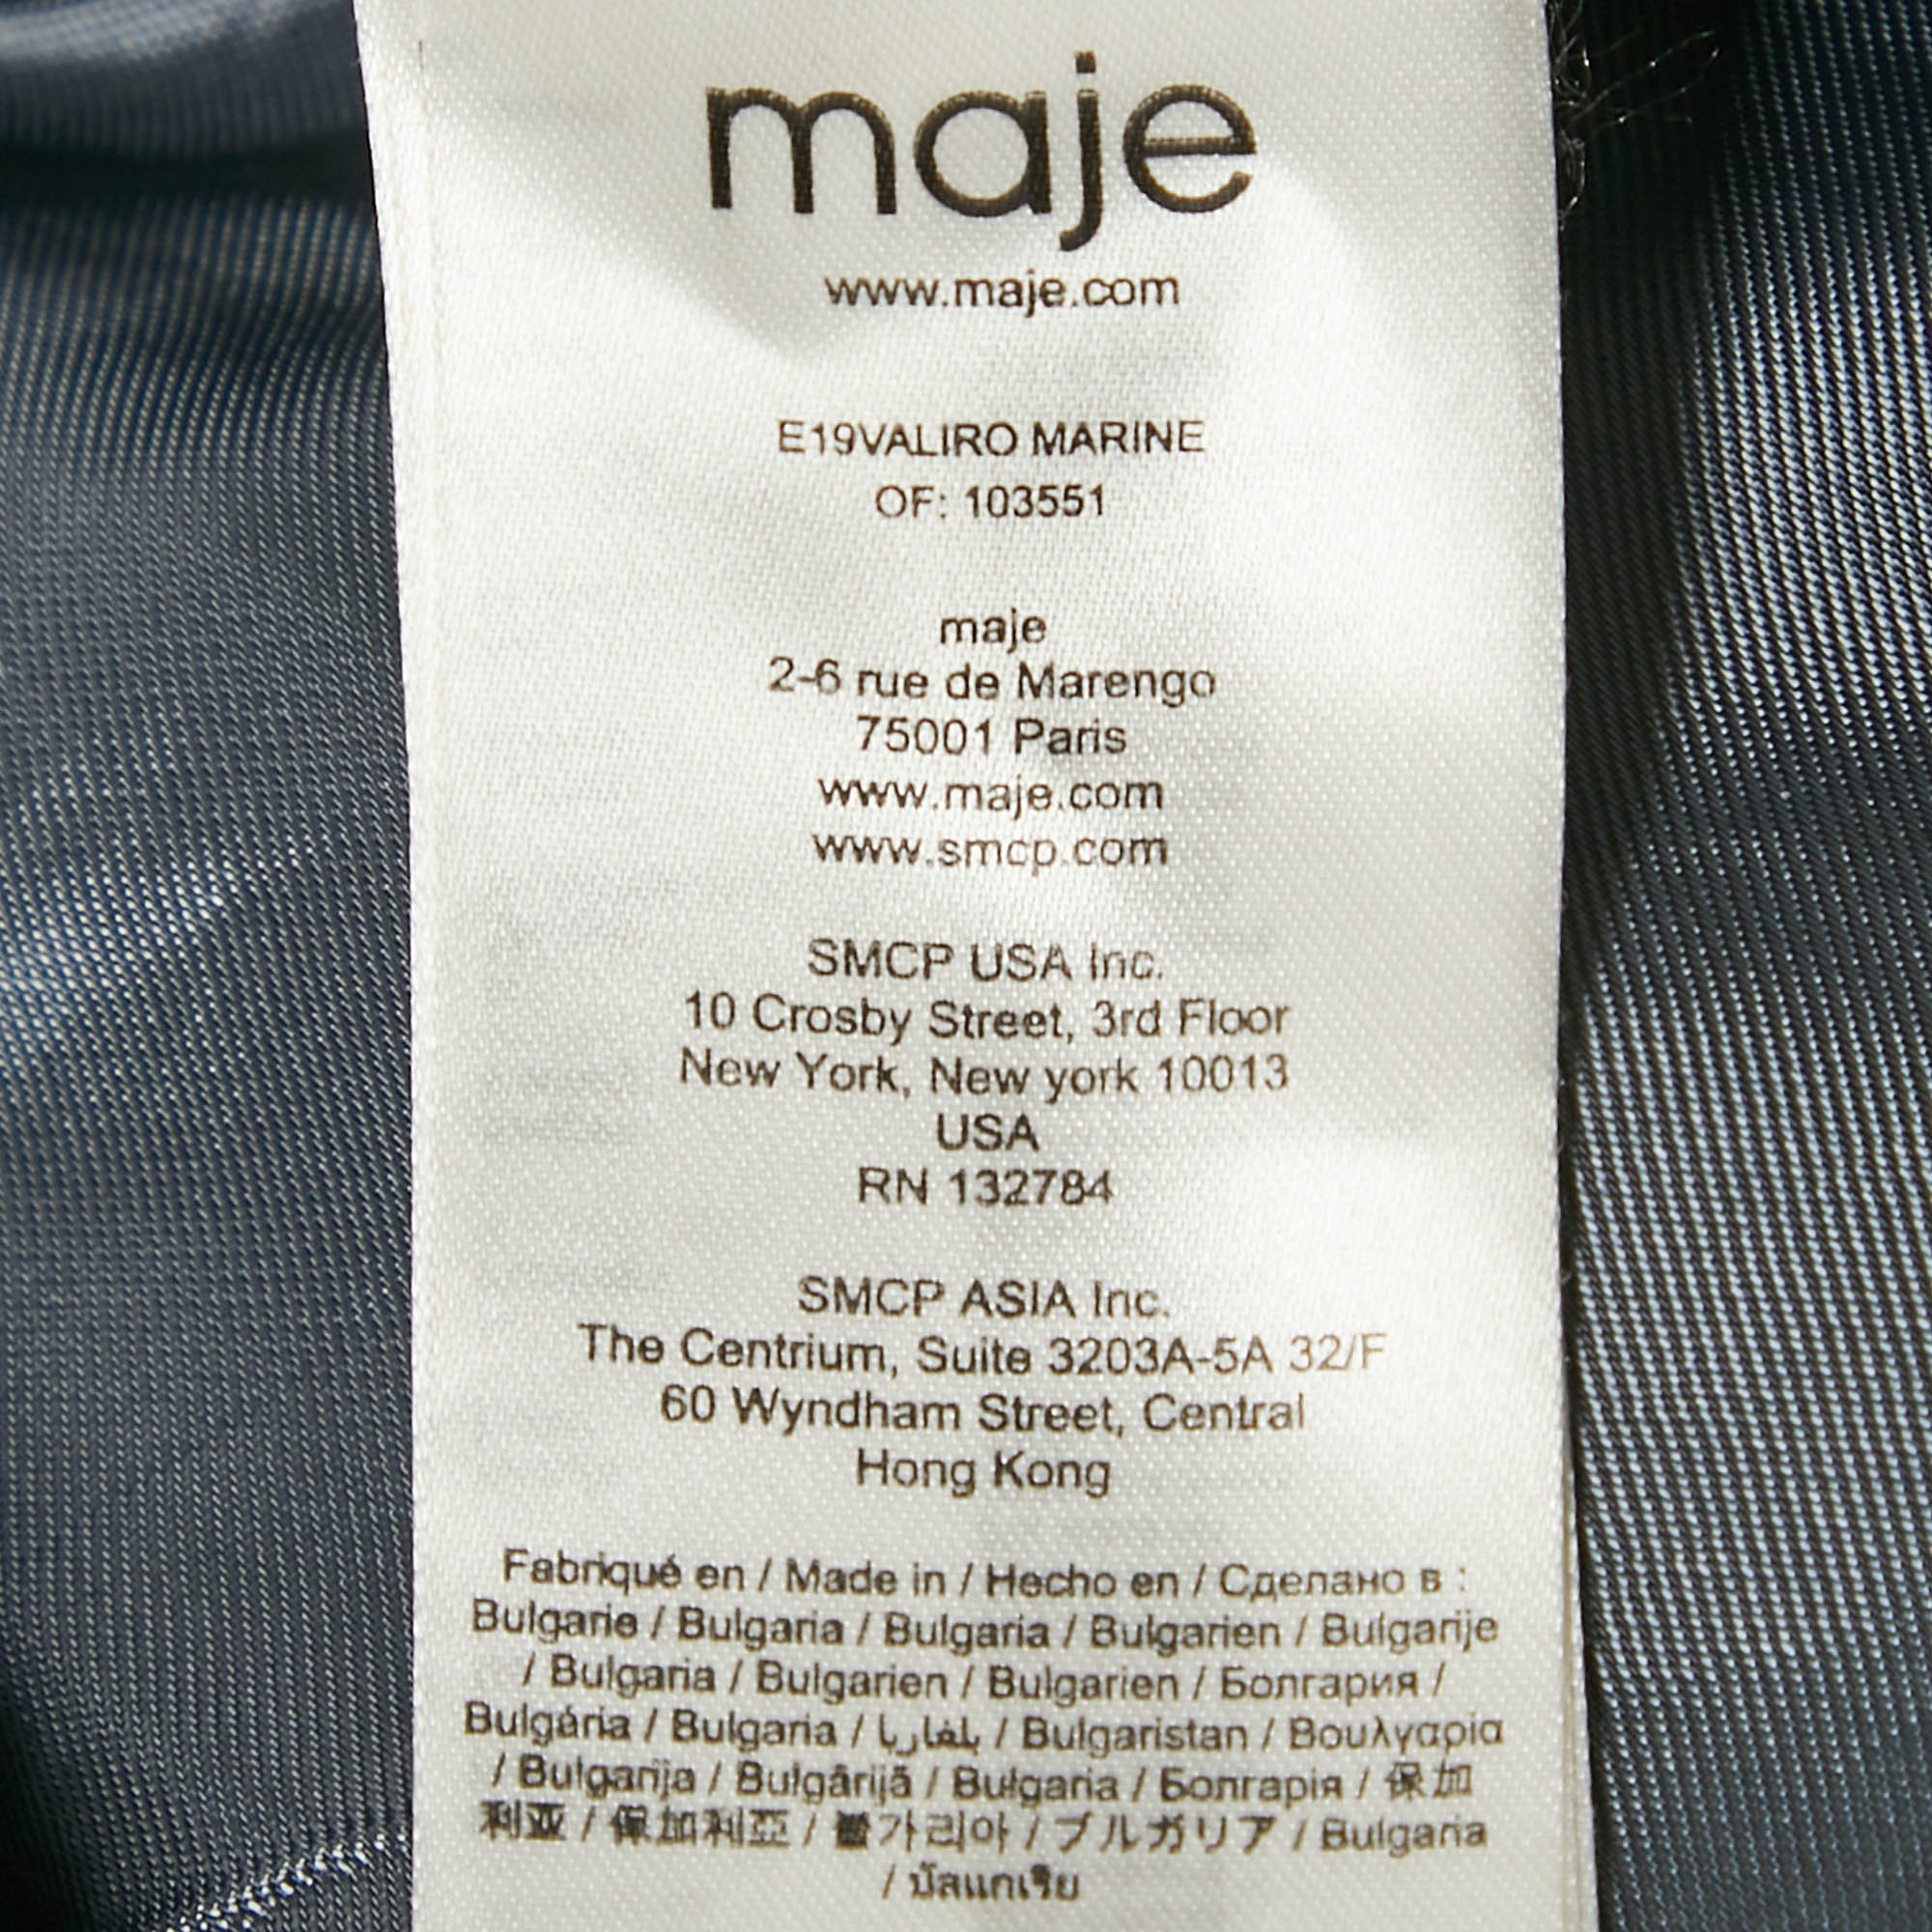 maje
www.maje.com
E19VALIRO MARINE
OF: 103551
maje
2-6 rue de Marengo
75001 Paris
www.maje.com
www.smcp.com
SMCP USA Inc.
10 Crosby Street, 3rd Floor
New York, New york 10013
USA
RN 132784
SMCP ASIA Inc.
The Centrium, Suite 3203A-5A 32/F
60 Wyndham Street, Central
Hong Kong
Fabriqué en / Made in / Hecho en / Сделано в :
Bulgarie / Bulgaria / Bulgaria / Bulgarien / Bulgarije
/ Bulgaria / Bulgarien / Bulgarien / Болгария /
Bulgária / Bulgaria / بلغاريا / Bulgaristan / Βουλγαρία
/ Bulgarija / Bulgārijā / Bulgaria / Болгарія / 保加
利亚 / 保加利亞 / 불가리아 / ブルガリア / Bulgaria
/ บัลแกเรีย